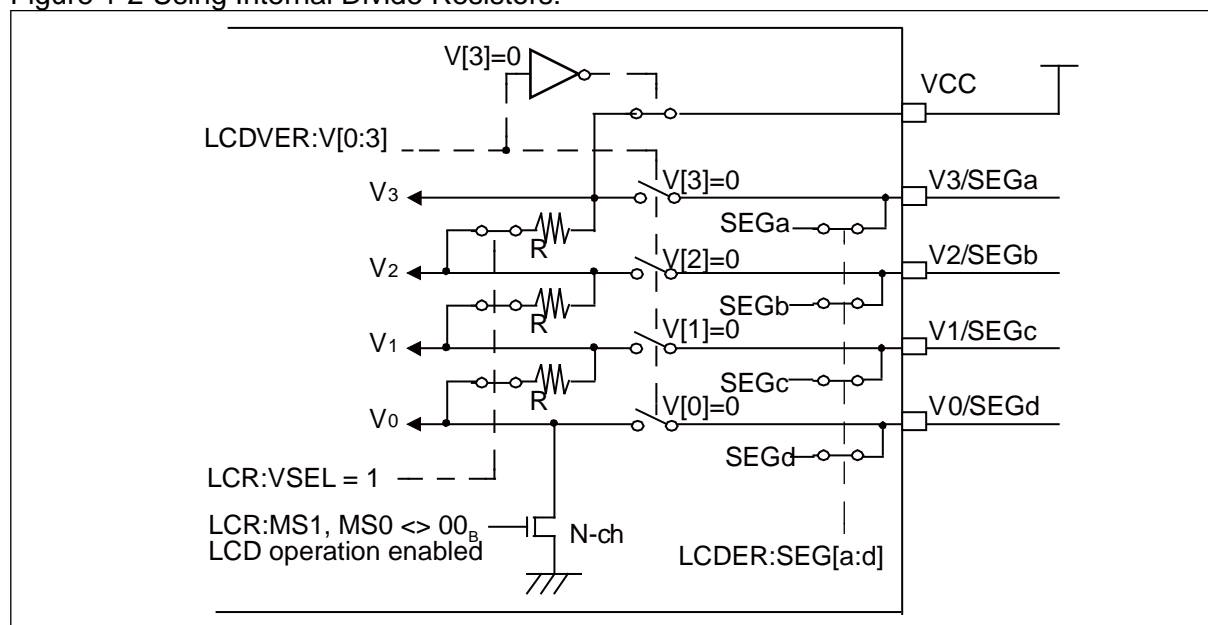 Figure 1-2 Using Internal Divide Resistors.
V[3]=0
VCC
LCDVER:V[0:3]
V3
V[3]=0
V3/SEGa
SEGa
R
V2
V[2]=0
V2/SEGb
SEGb
R
V1
V[1]=0
V1/SEGc
SEGc
R
V0
V[0]=0
V0/SEGd
SEGd
LCR:VSEL = 1
LCR:MS1, MS0 <> 00B
N-ch
LCD operation enabled
LCDER:SEG[a:d]